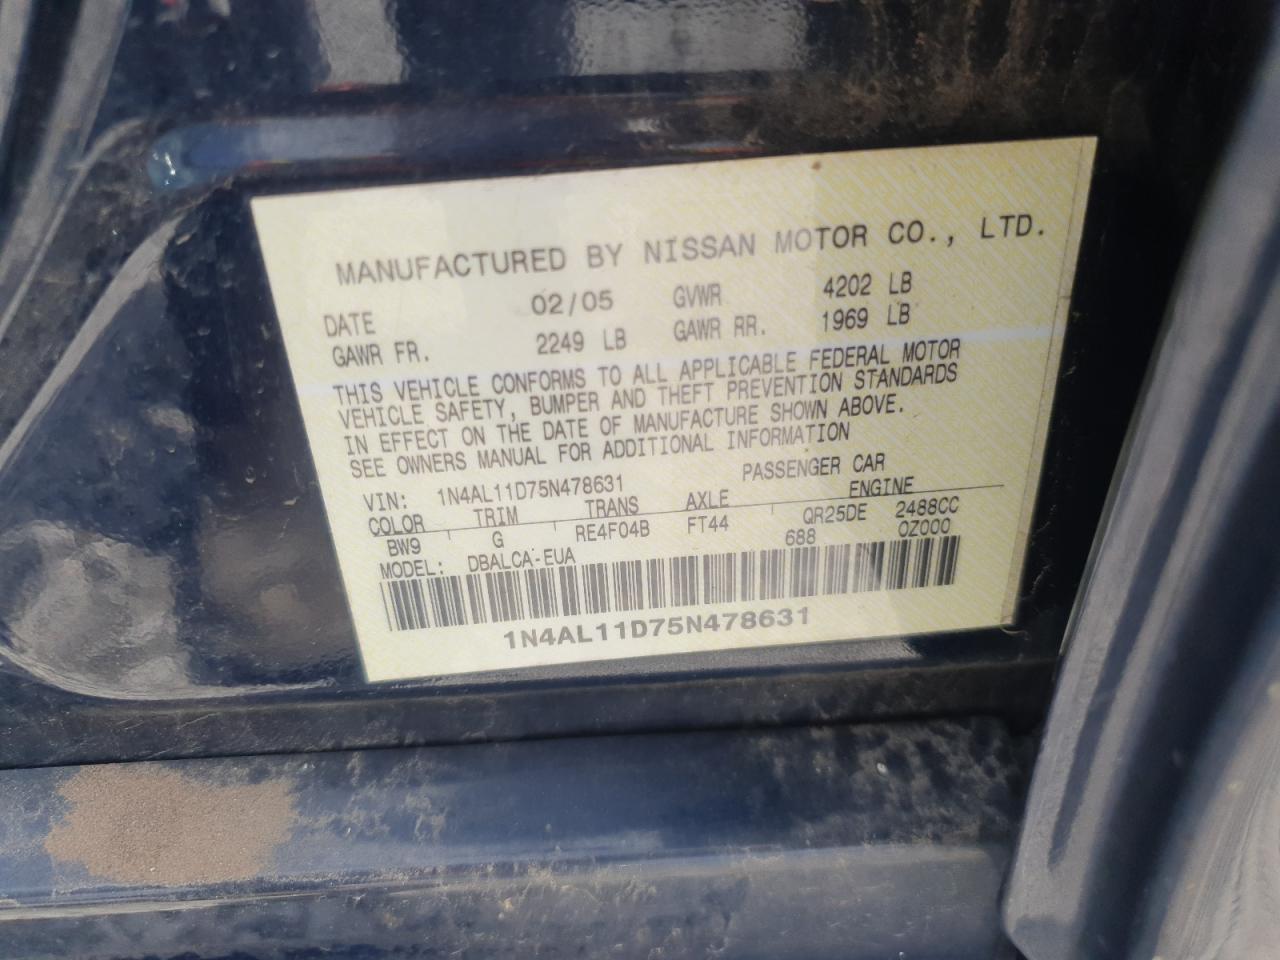 MANUFACTURED BY NISSAN MOTOR CO., LTD.
DATE 02/05 GVWR 4202 LB
GAWR FR. 2249 LB GAWR RR. 1969 LB
THIS VEHICLE CONFORMS TO ALL APPLICABLE FEDERAL MOTOR
VEHICLE SAFETY, BUMPER AND THEFT PREVENTION STANDARDS
IN EFFECT ON THE DATE OF MANUFACTURE SHOWN ABOVE.
SEE OWNERS MANUAL FOR ADDITIONAL INFORMATION
VIN: 1N4AL11D75N478631 PASSENGER CAR
COLOR TRIM TRANS AXLE ENGINE
BW9 G RE4F04B FT44 QR25DE 2488CC
MODEL: DBALCA-EUA 688 0Z000
1N4AL11D75N478631